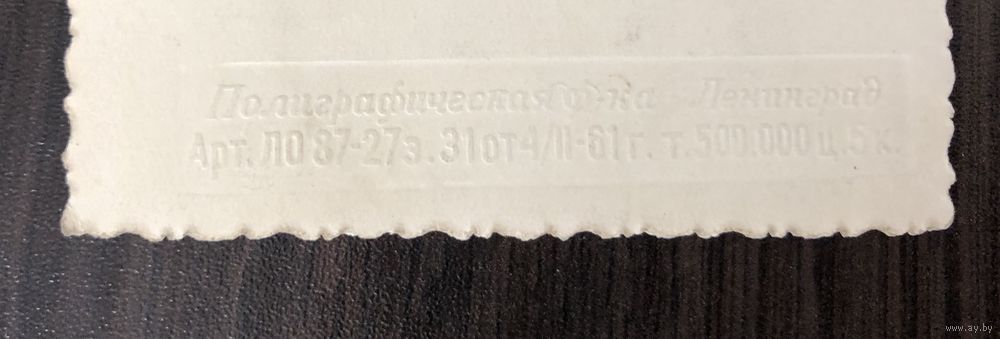 Полиграфическая Ленинград
Арт. ЛО 87-27 з. 31 от 4/II-61 г. т. 500.000 ц. 5 к.
www.ay.by